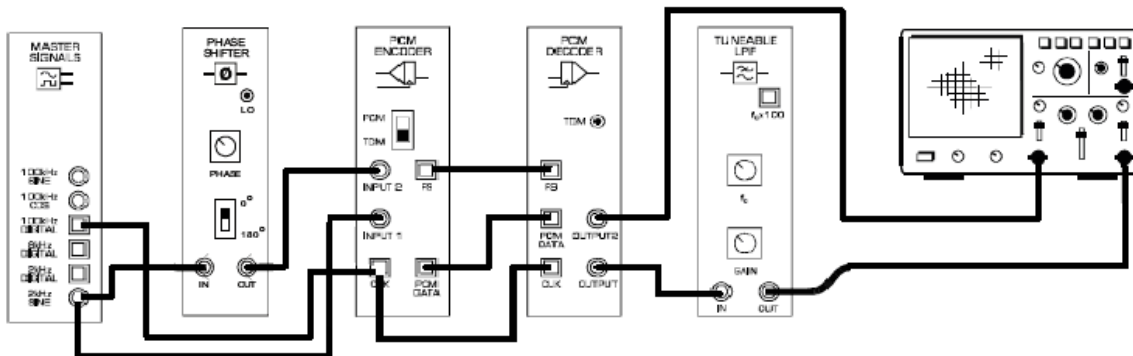 MASTER
SIGNALS
100kHz
SINE
100kHz
COS
100kHz
DIGITAL
8kHz
DIGITAL
2kHz
DIGITAL
2kHz
SINE
PHASE
SHIFTER
Ø
LO
PHASE
0°
180°
IN
OUT
PCM
ENCODER
PCM
TDM
INPUT 2
FS
INPUT 1
CLK
PCM
DATA
PCM
DECODER
TDM
FS
PCM
DATA
OUTPUT2
CLK
OUTPUT
TUNEABLE
LPF
fc x100
fc
GAIN
IN
OUT